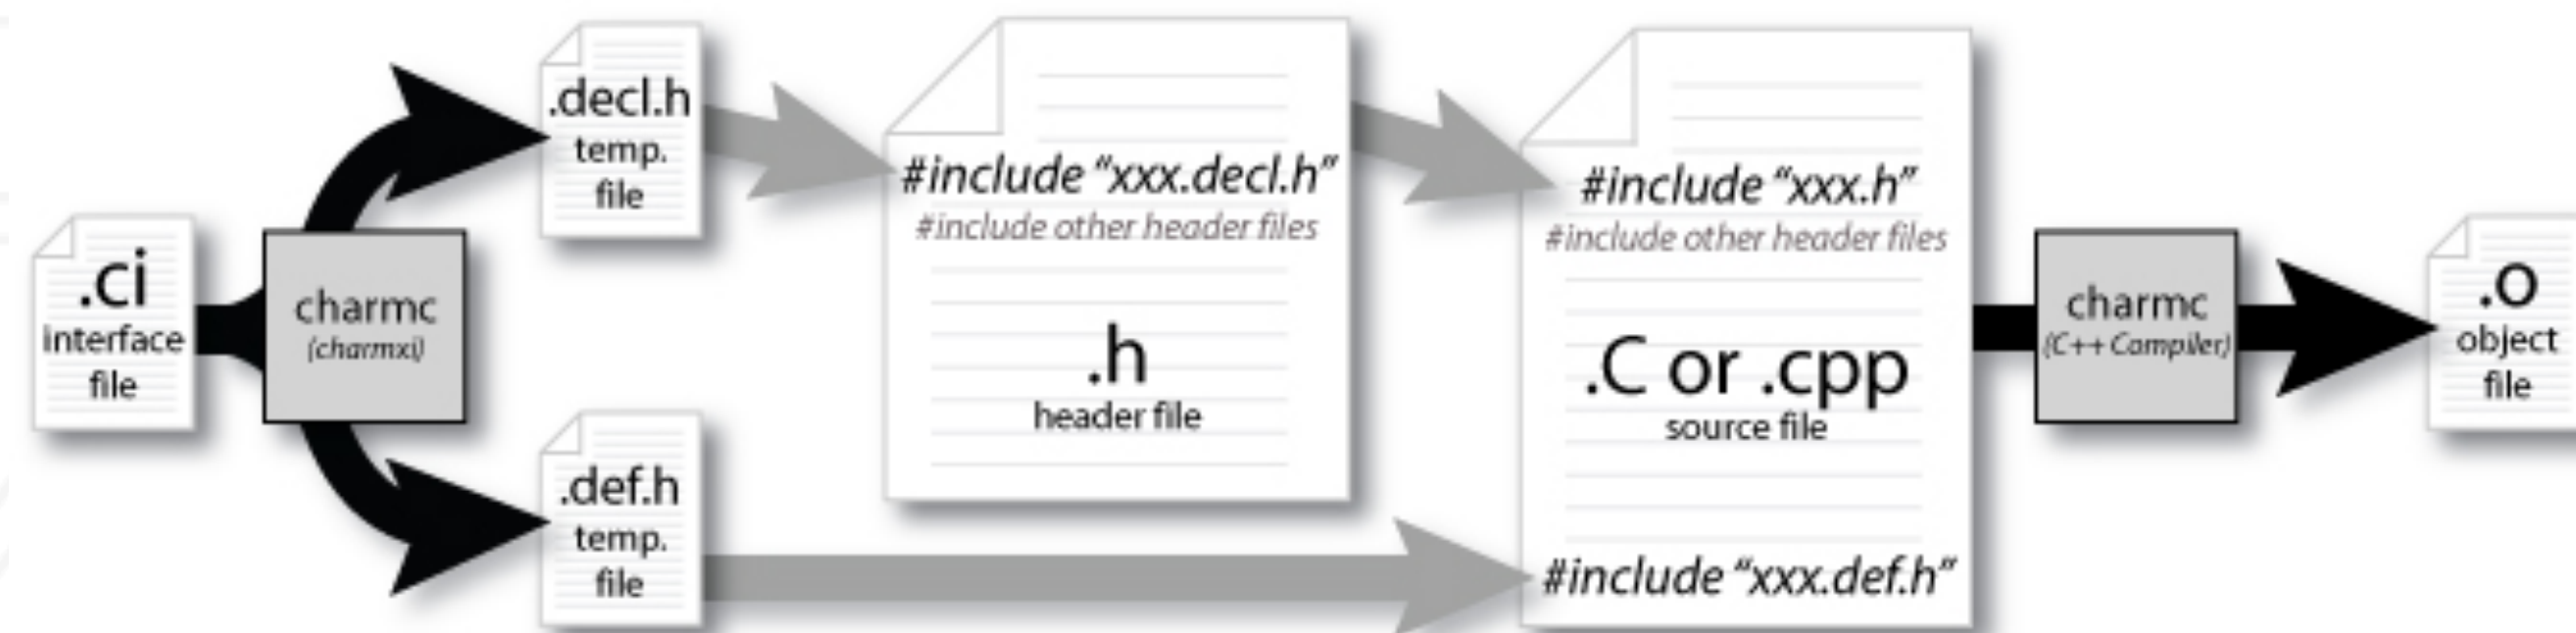 .ci
interface
file
charmc
(charmxi)
.decl.h
temp.
file
.def.h
temp.
file
#include “xxx.decl.h”
#include other header files
.h
header file
#include “xxx.h”
#include other header files
.C or .cpp
source file
#include “xxx.def.h”
charmc
(C++ Compiler)
.o
object
file